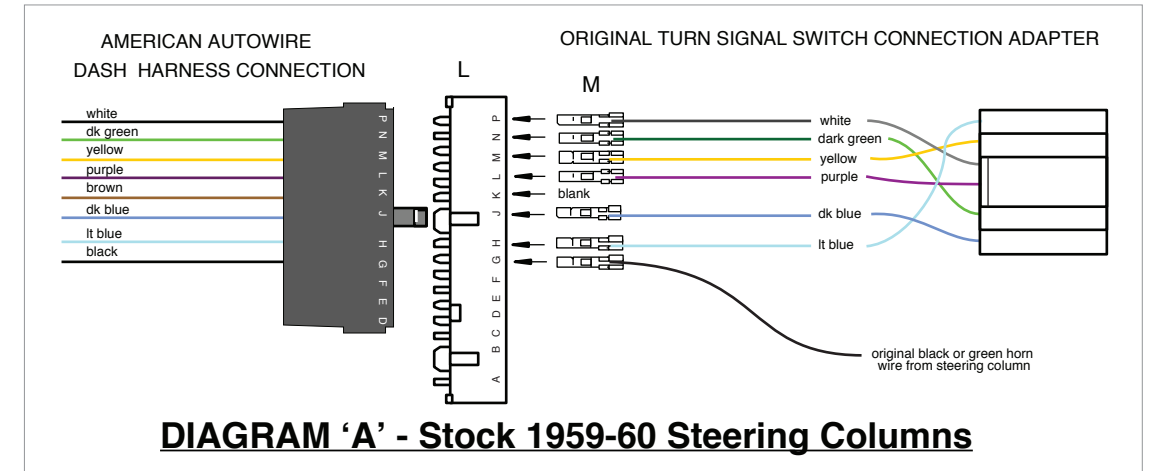 AMERICAN AUTOWIRE
DASH HARNESS CONNECTION
ORIGINAL TURN SIGNAL SWITCH CONNECTION ADAPTER
L
M
white
dk green
yellow
purple
brown
dk blue
lt blue
black
P
N
M
L
K
J
H
G
F
E
D
P
N
M
L
K
J
H
G
F
E
D
C
B
A
white
dark green
yellow
purple
blank
dk blue
lt blue
original black or green horn
wire from steering column
DIAGRAM ‘A’ - Stock 1959-60 Steering Columns